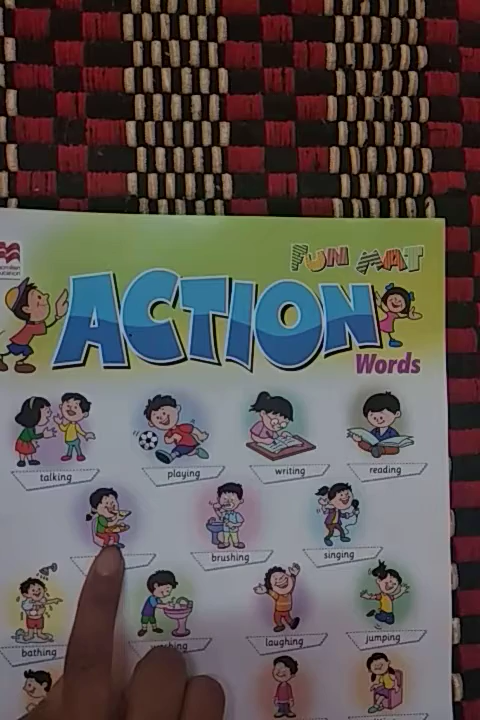 FUN MAT
ACTION
Words
talking
playing
writing
reading
brushing
singing
bathing
laughing
jumping